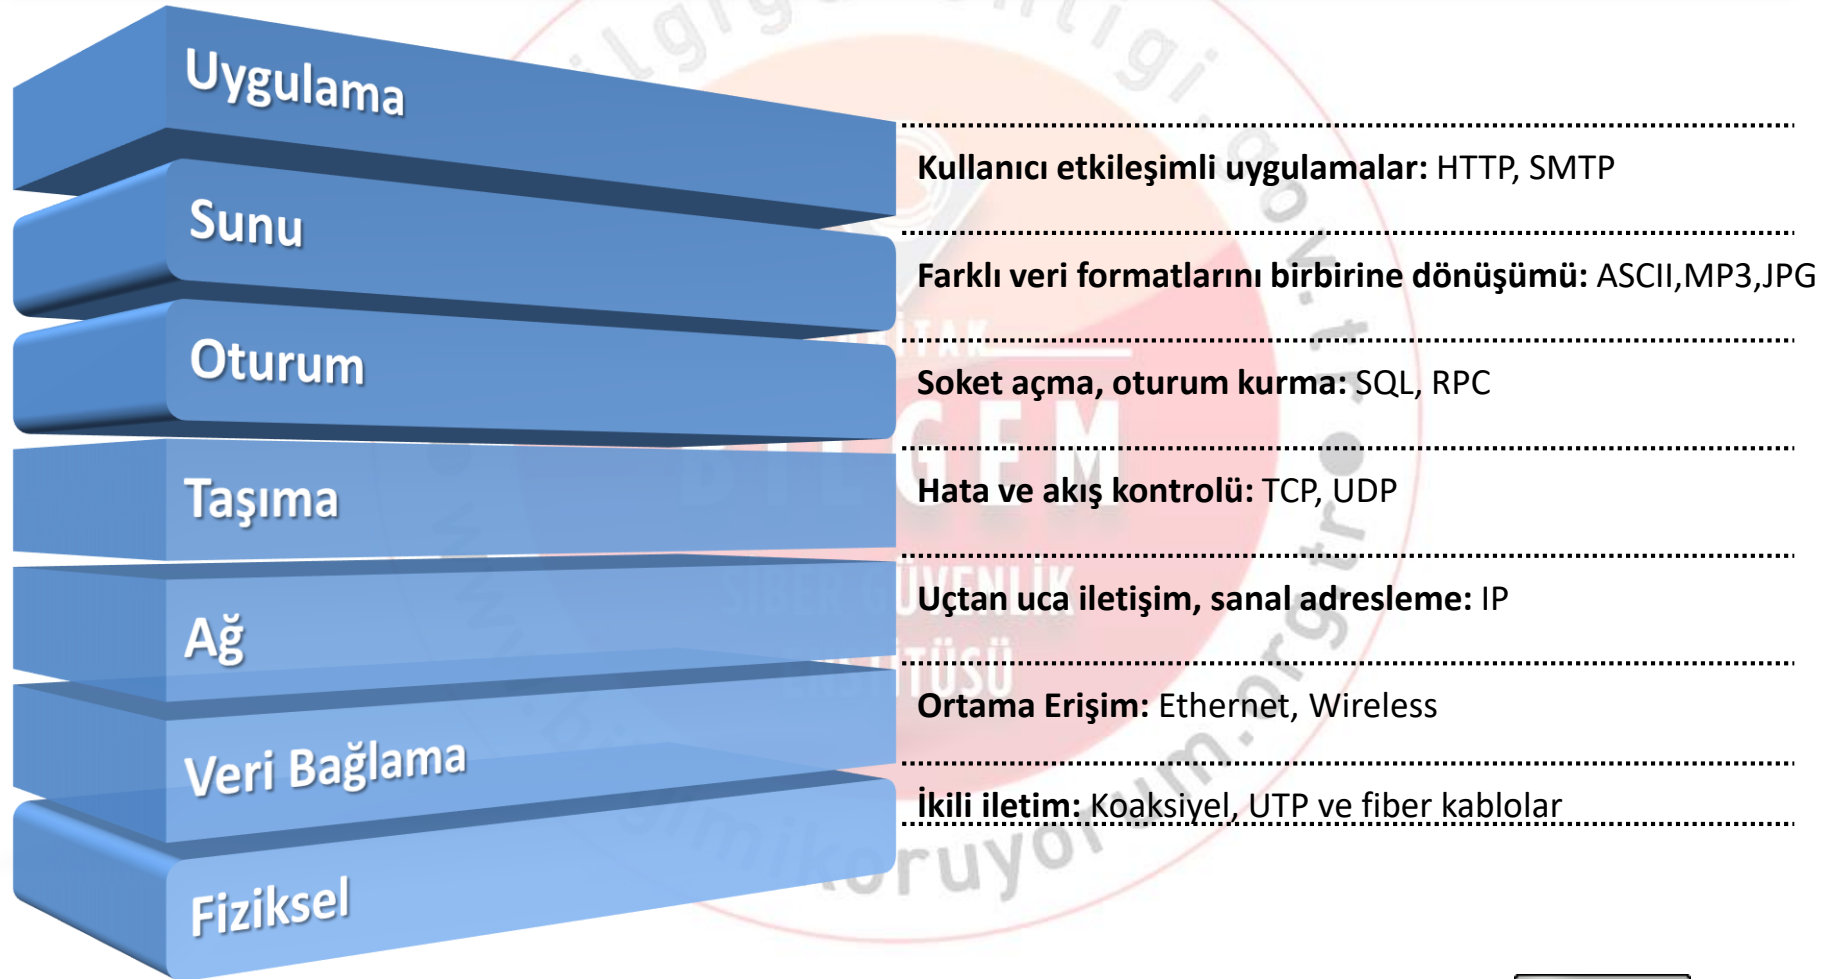 Uygulama
Kullanıcı etkileşimli uygulamalar: HTTP, SMTP
Sunu
Farklı veri formatlarını birbirine dönüşümü: ASCII,MP3,JPG
Oturum
Soket açma, oturum kurma: SQL, RPC
Taşıma
Hata ve akış kontrolü: TCP, UDP
Ağ
Uçtan uca iletişim, sanal adresleme: IP
Veri Bağlama
Ortama Erişim: Ethernet, Wireless
Fiziksel
İkili iletim: Koaksiyel, UTP ve fiber kablolar